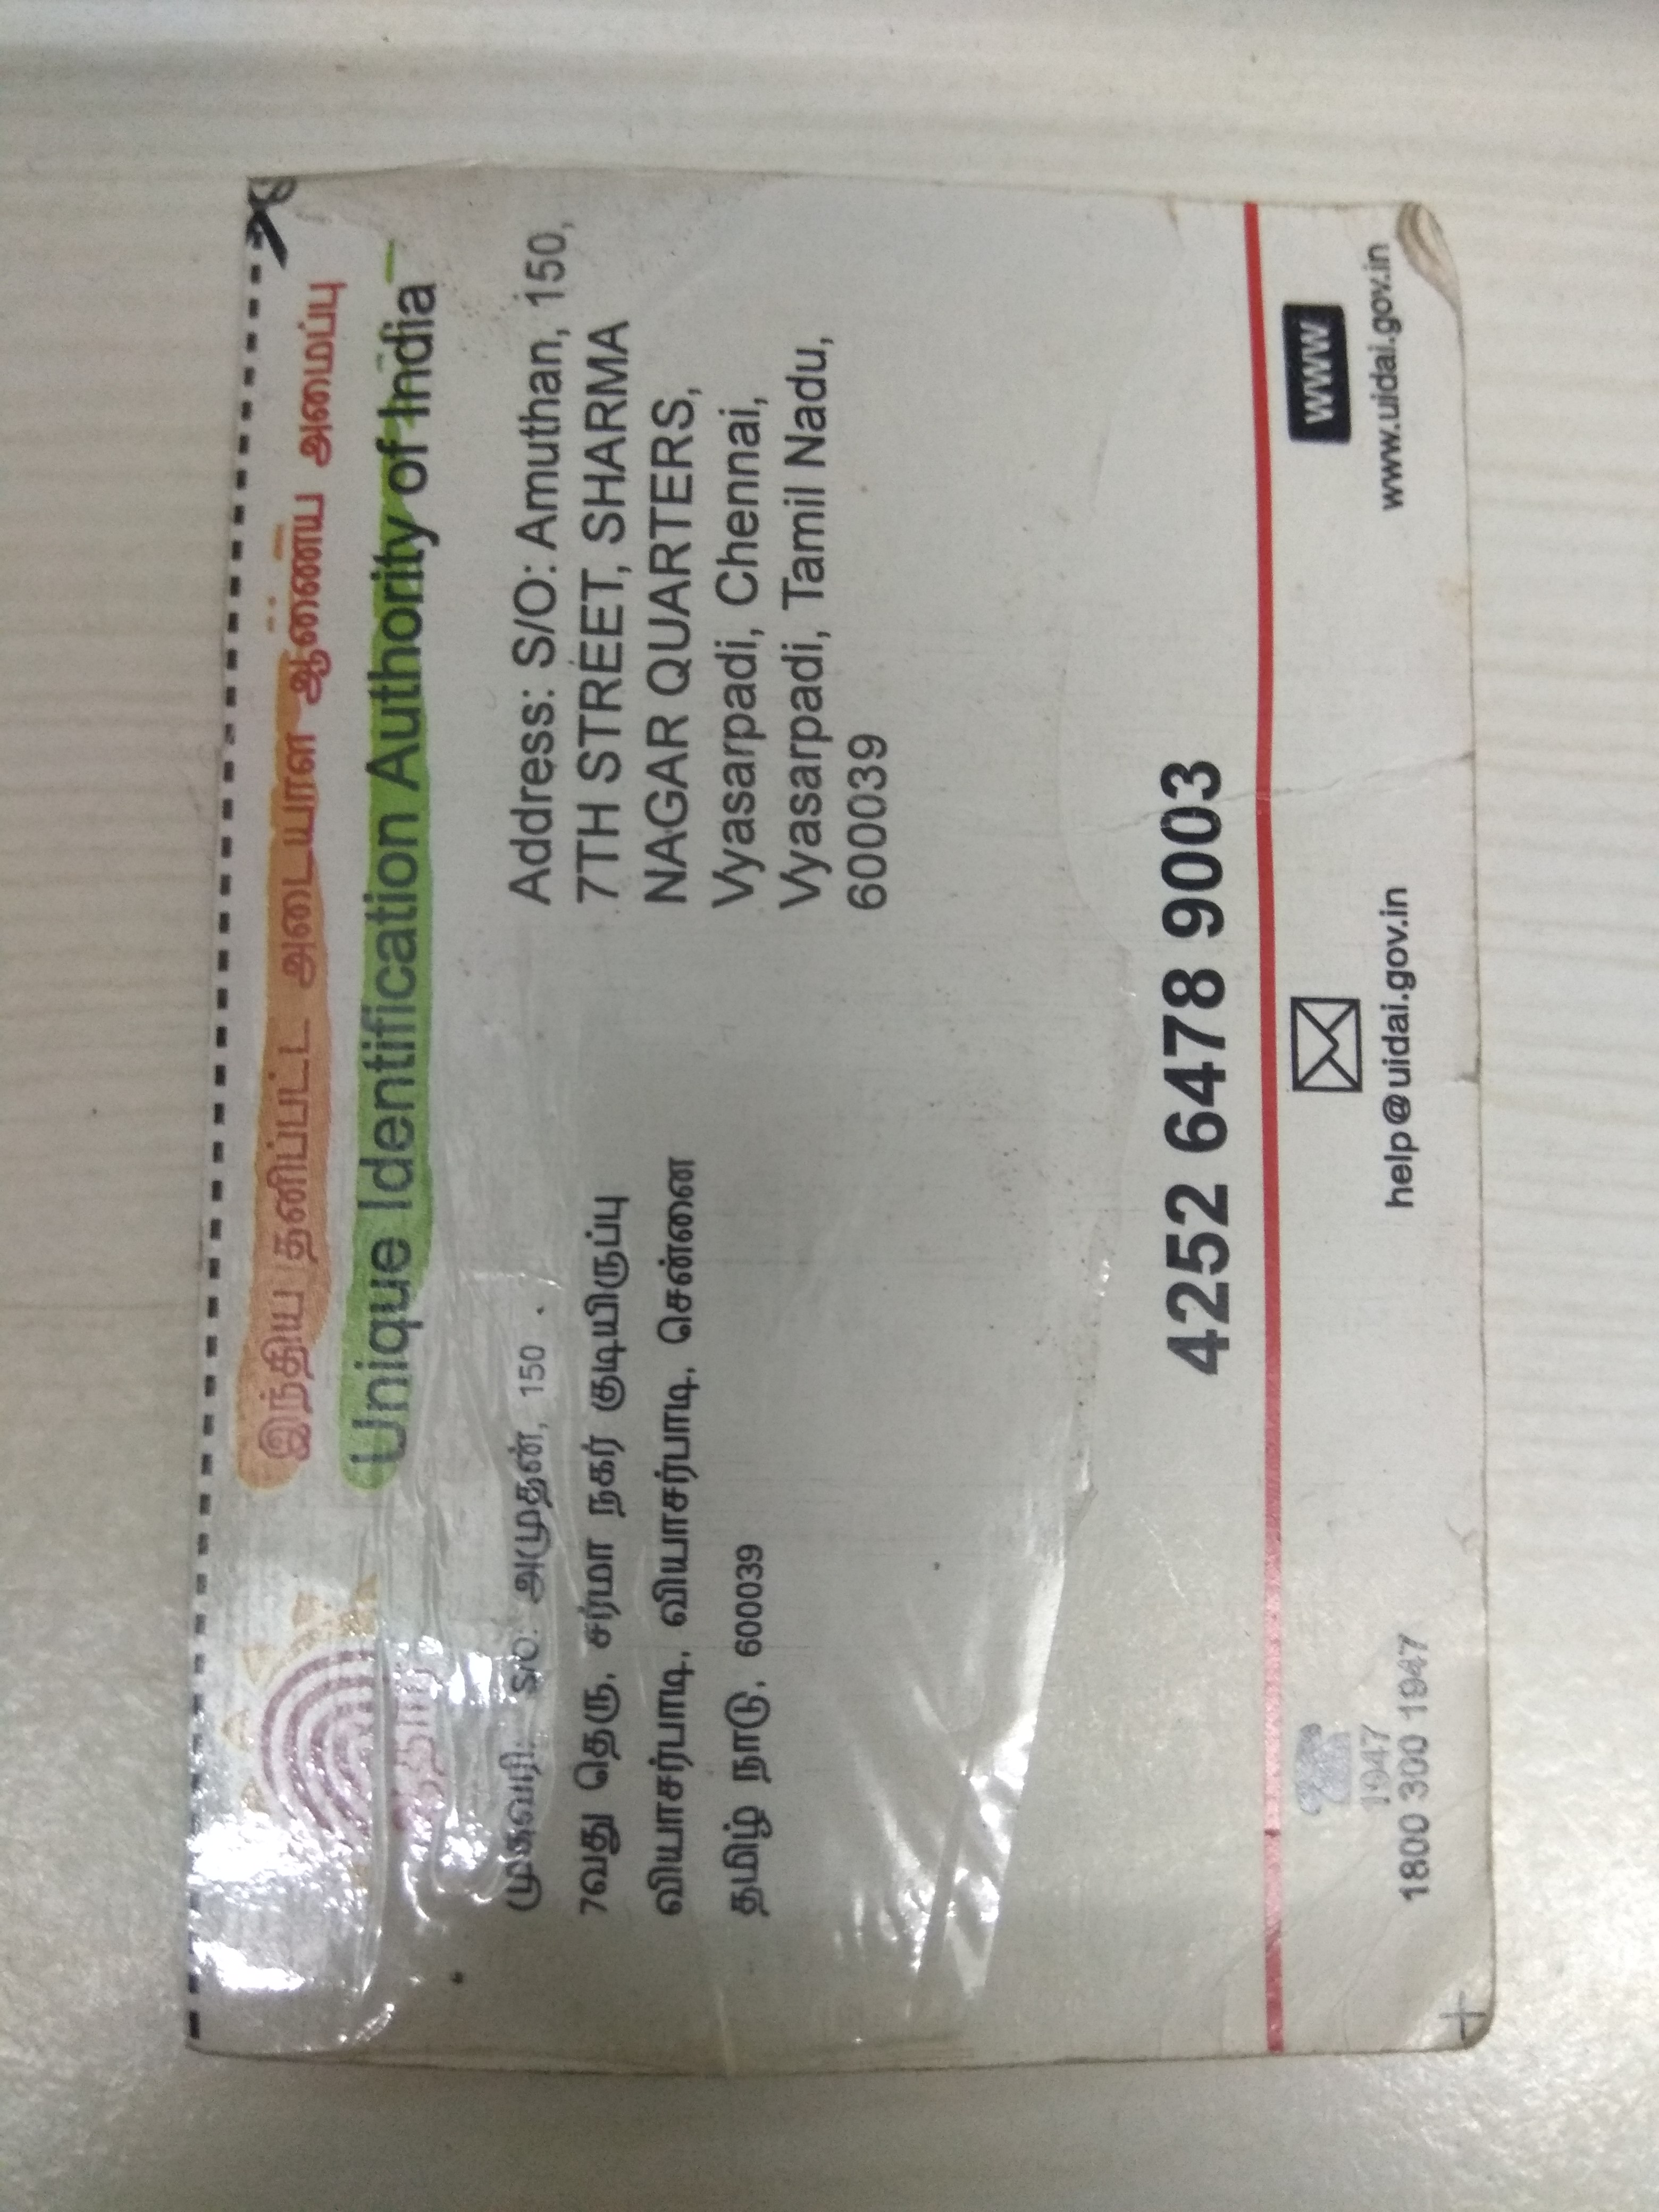 இந்திய தனிப்பட்ட அடையாள ஆணைய அமைப்பு
Unique Identification Authority of India
முகவரி: S/O: அமுதன், 150 .
7வது தெரு, சர்மா நகர் குடியிருப்பு
வியாசர்பாடி, வியாசர்பாடி, சென்னை
தமிழ் நாடு, 600039
Address: S/O: Amuthan, 150,
7TH STREET, SHARMA
NAGAR QUARTERS,
Vyasarpadi, Chennai,
Vyasarpadi, Tamil Nadu,
600039
4252 6478 9003
1947
1800 300 1947
help@uidai.gov.in
www
www.uidai.gov.in